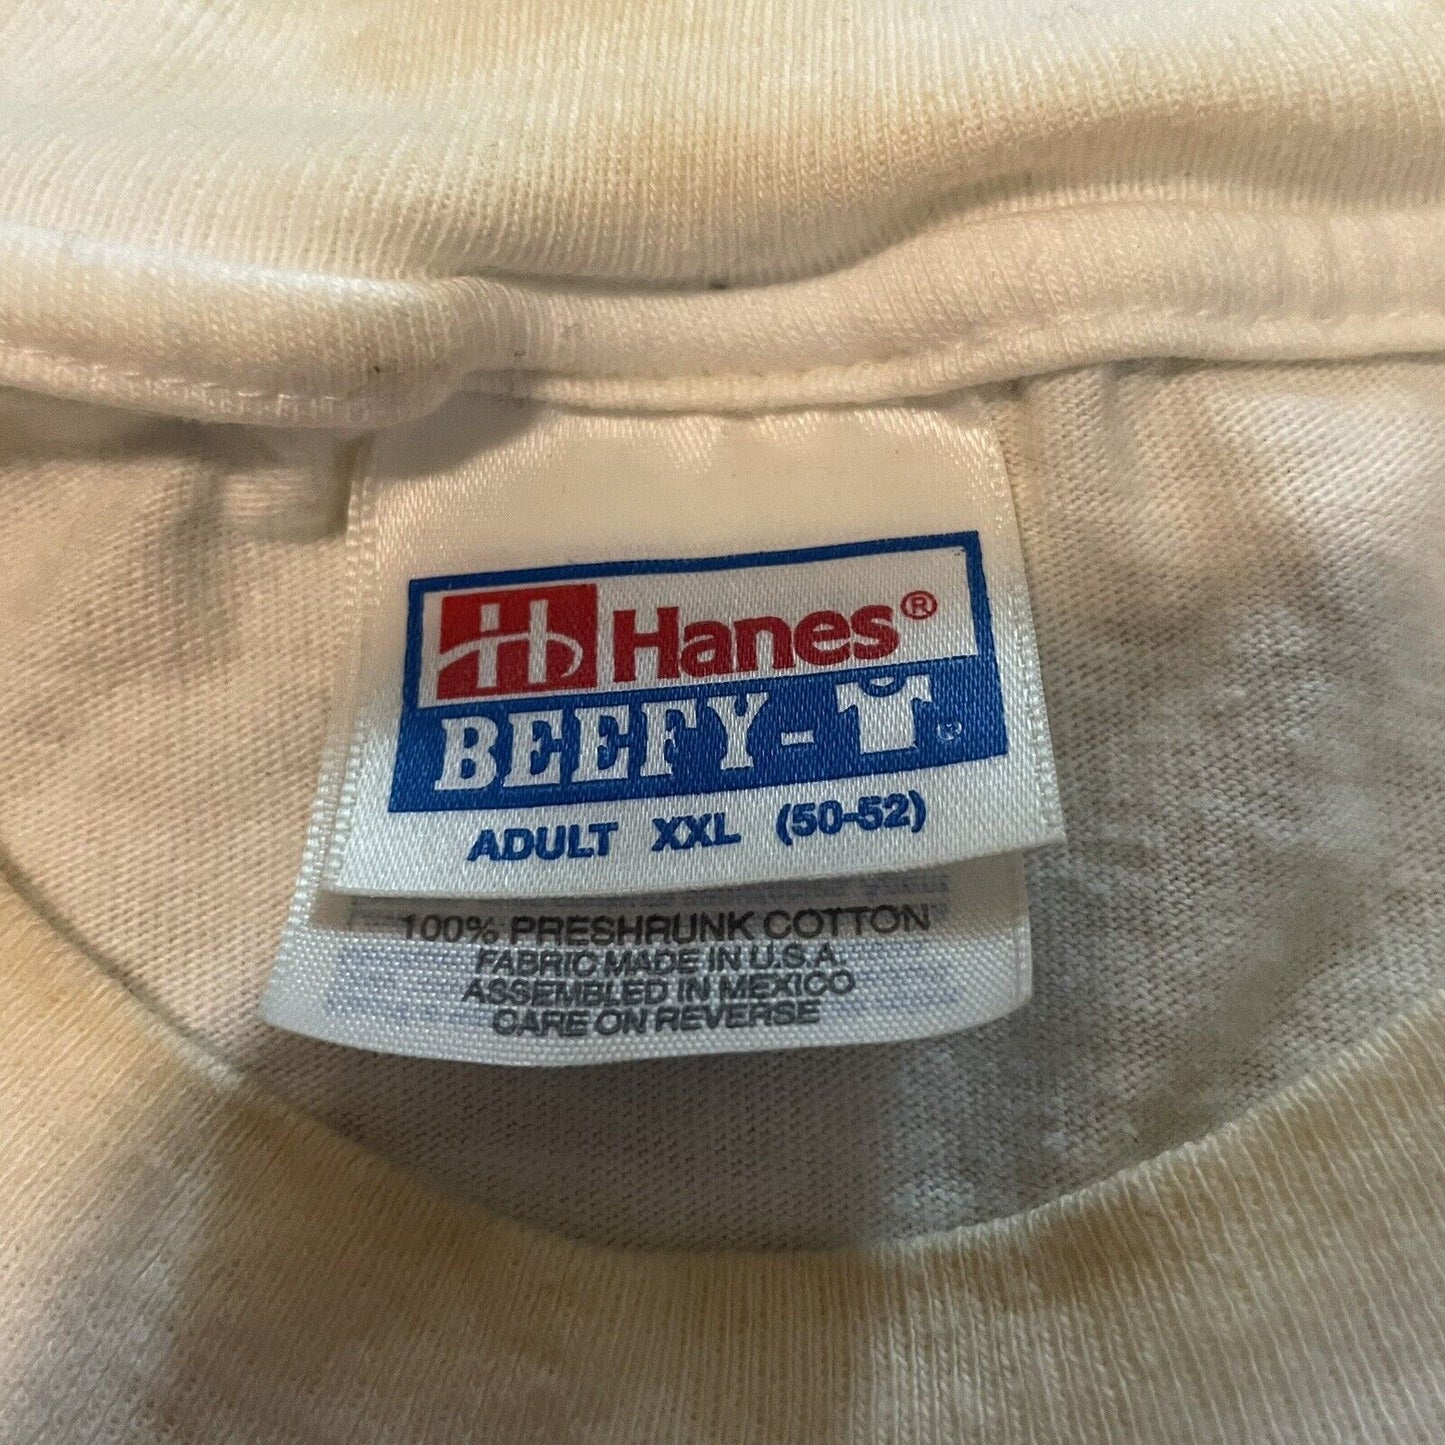 Hanes®
BEEFY-T®
ADULT XXL (50-52)
100% PRESHRUNK COTTON
FABRIC MADE IN U.S.A.
ASSEMBLED IN MEXICO
CARE ON REVERSE